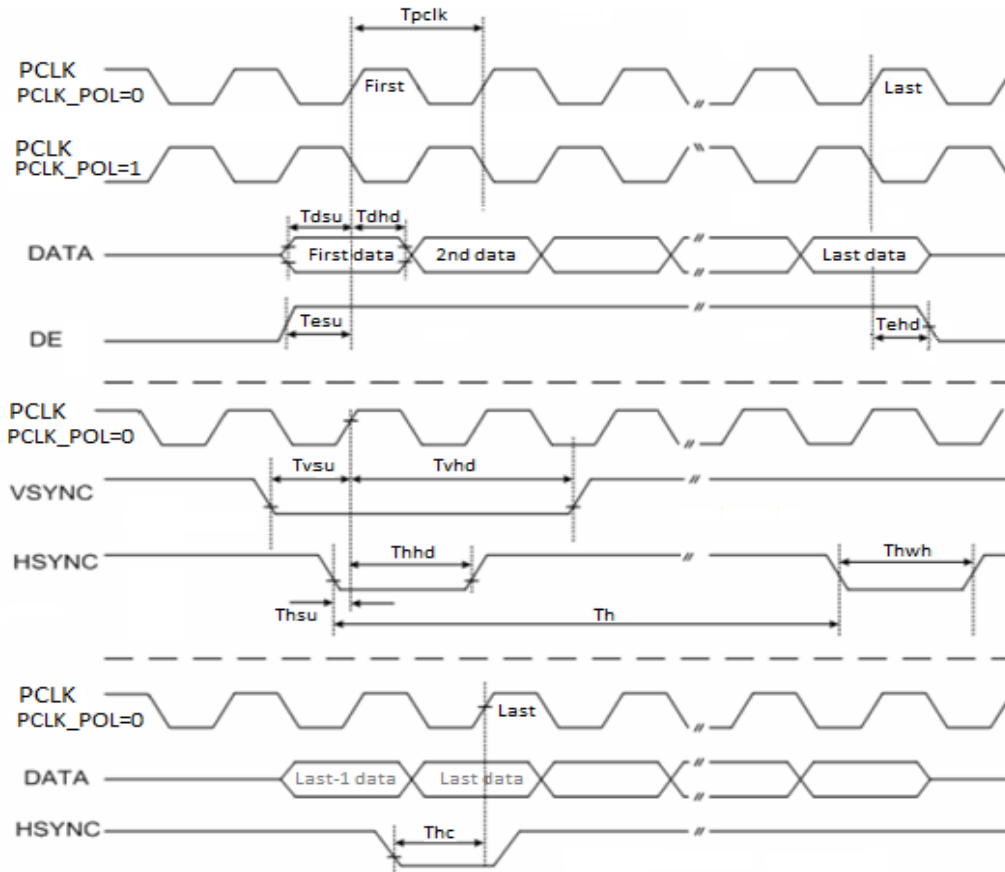 Tpclk
PCLK
PCLK_POL=0
First
Last
PCLK
PCLK_POL=1
Tdsu Tdhd
DATA
First data
2nd data
Last data
DE
Tesu
Tehd
PCLK
PCLK_POL=0
Tvsu
Tvhd
VSYNC
HSYNC
Thhd
Thwh
Thsu
Th
PCLK
PCLK_POL=0
Last
DATA
Last-1 data
Last data
HSYNC
Thc